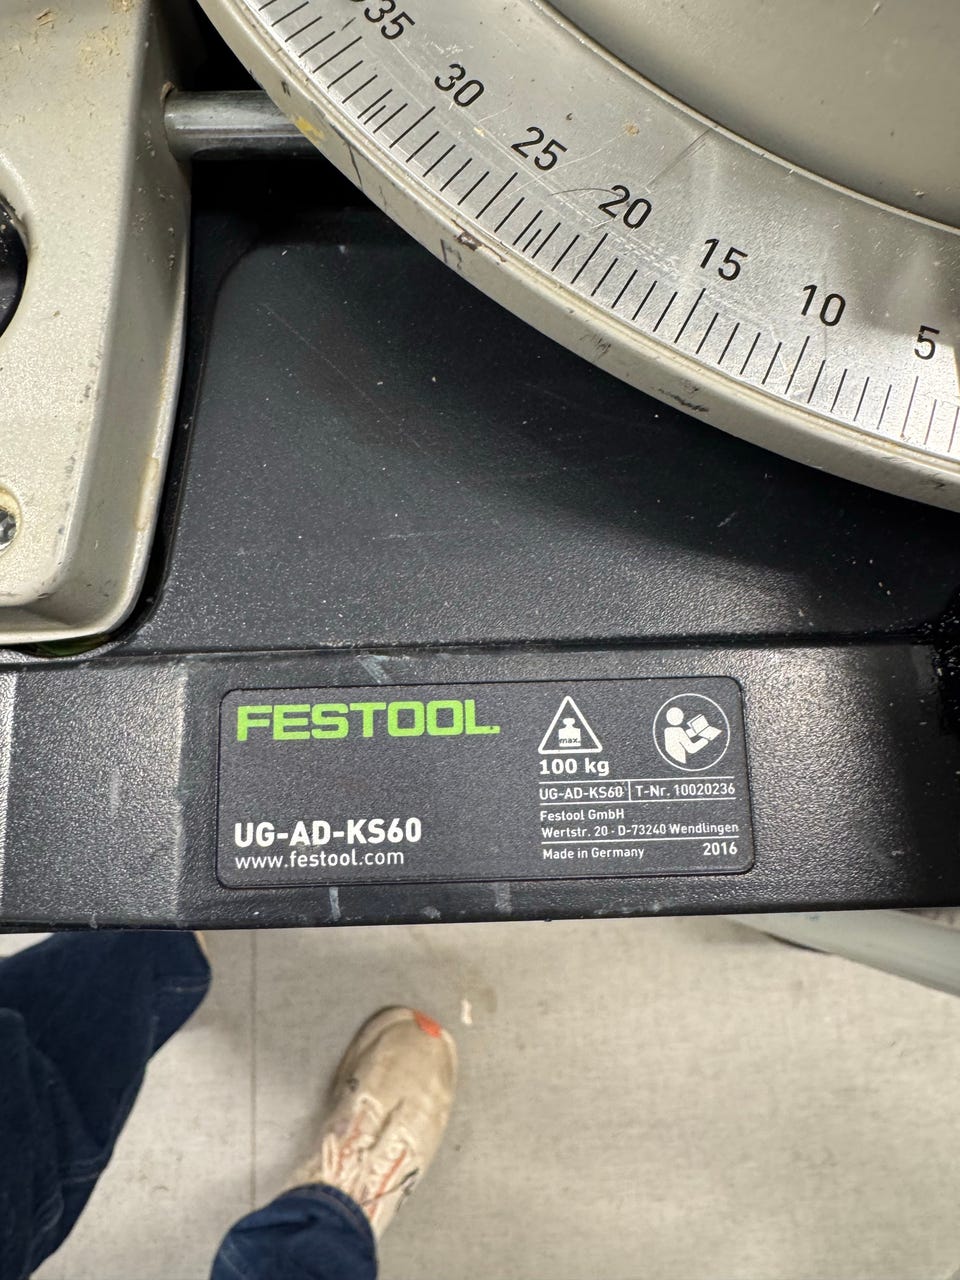 35
30
25
20
15
10
5
FESTOOL
max.
100 kg
UG-AD-KS60 T-Nr. 10020236
Festool GmbH
Wertstr. 20 · D-73240 Wendlingen
Made in Germany 2016
UG-AD-KS60
www.festool.com